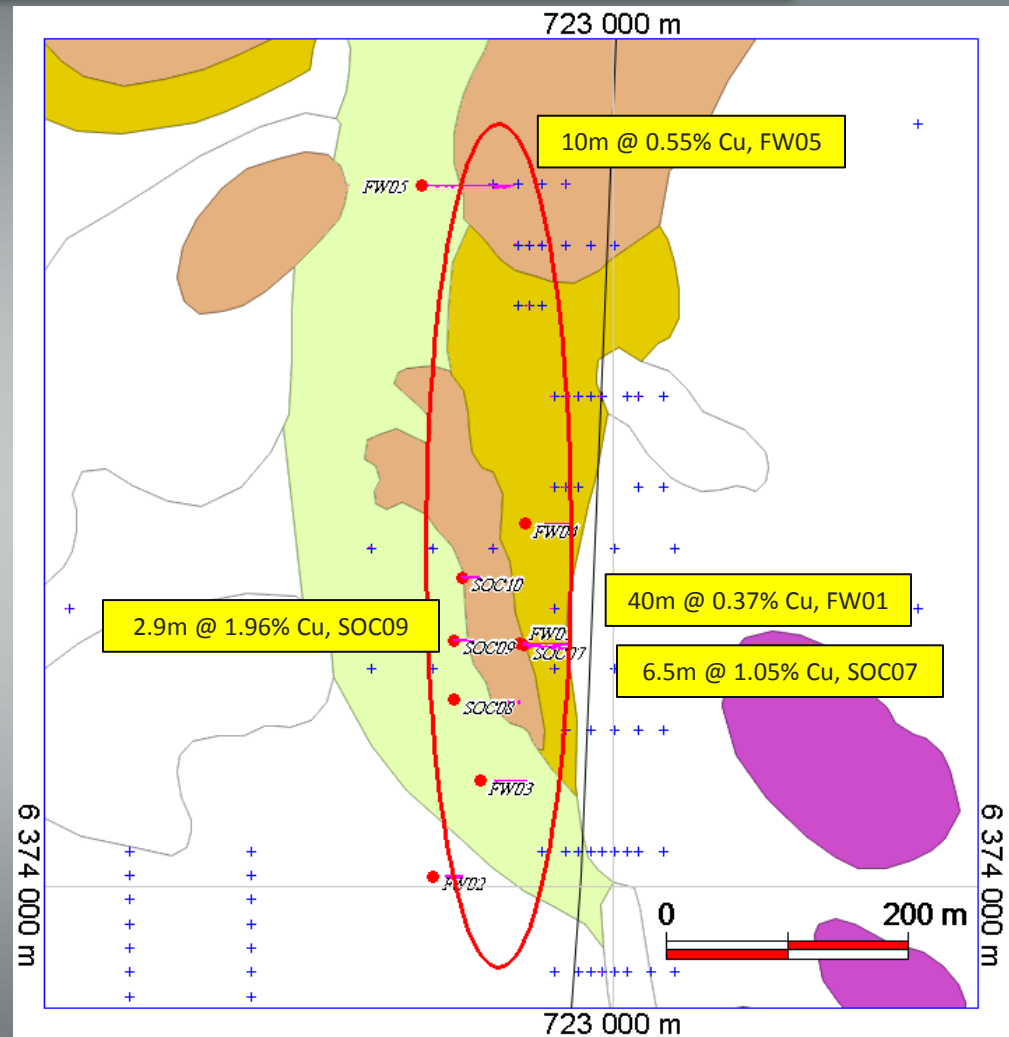 723 000 m
10m @ 0.55% Cu, FW05
FW05
FW04
SOC10
40m @ 0.37% Cu, FW01
2.9m @ 1.96% Cu, SOC09
FW01
SOC09
SOC07
6.5m @ 1.05% Cu, SOC07
SOC08
FW03
6 374 000 m
6 374 000 m
FW02
0
200 m
723 000 m